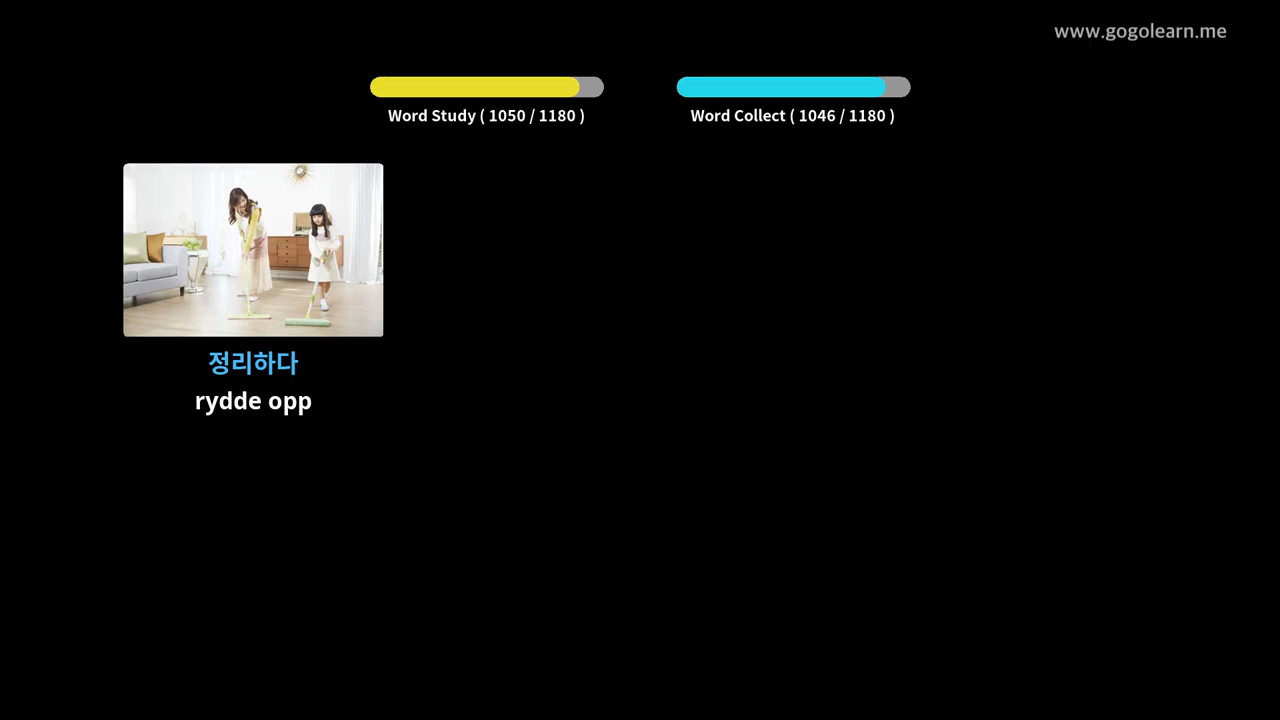 www.gogolearn.me
Word Study ( 1050 / 1180 )
Word Collect ( 1046 / 1180 )
정리하다
rydde opp